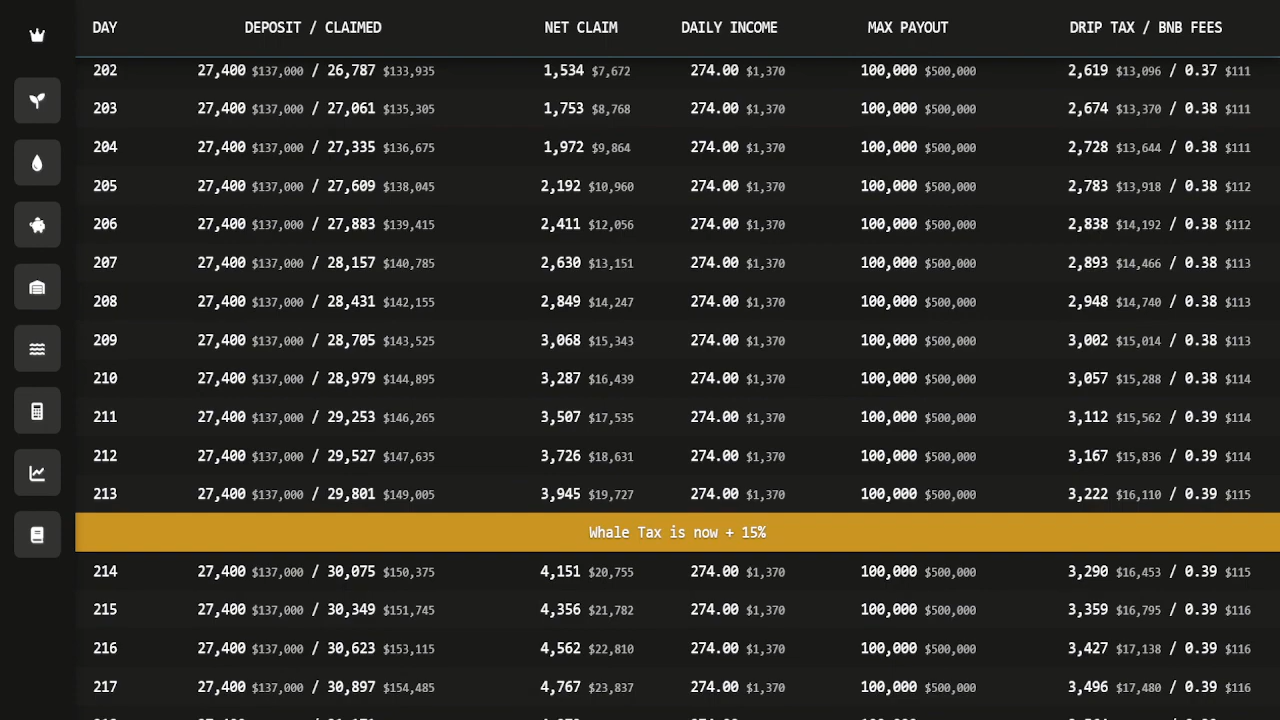 DAY DEPOSIT / CLAIMED NET CLAIM DAILY INCOME MAX PAYOUT DRIP TAX / BNB FEES
202 27,400 $137,000 / 26,787 $133,935 1,534 $7,672 274.00 $1,370 100,000 $500,000 2,619 $13,096 / 0.37 $111
203 27,400 $137,000 / 27,061 $135,305 1,753 $8,768 274.00 $1,370 100,000 $500,000 2,674 $13,370 / 0.38 $111
204 27,400 $137,000 / 27,335 $136,675 1,972 $9,864 274.00 $1,370 100,000 $500,000 2,728 $13,644 / 0.38 $111
205 27,400 $137,000 / 27,609 $138,045 2,192 $10,960 274.00 $1,370 100,000 $500,000 2,783 $13,918 / 0.38 $112
206 27,400 $137,000 / 27,883 $139,415 2,411 $12,056 274.00 $1,370 100,000 $500,000 2,838 $14,192 / 0.38 $112
207 27,400 $137,000 / 28,157 $140,785 2,630 $13,151 274.00 $1,370 100,000 $500,000 2,893 $14,466 / 0.38 $113
208 27,400 $137,000 / 28,431 $142,155 2,849 $14,247 274.00 $1,370 100,000 $500,000 2,948 $14,740 / 0.38 $113
209 27,400 $137,000 / 28,705 $143,525 3,068 $15,343 274.00 $1,370 100,000 $500,000 3,002 $15,014 / 0.38 $113
210 27,400 $137,000 / 28,979 $144,895 3,287 $16,439 274.00 $1,370 100,000 $500,000 3,057 $15,288 / 0.38 $114
211 27,400 $137,000 / 29,253 $146,265 3,507 $17,535 274.00 $1,370 100,000 $500,000 3,112 $15,562 / 0.39 $114
212 27,400 $137,000 / 29,527 $147,635 3,726 $18,631 274.00 $1,370 100,000 $500,000 3,167 $15,836 / 0.39 $114
213 27,400 $137,000 / 29,801 $149,005 3,945 $19,727 274.00 $1,370 100,000 $500,000 3,222 $16,110 / 0.39 $115
Whale Tax is now + 15%
214 27,400 $137,000 / 30,075 $150,375 4,151 $20,755 274.00 $1,370 100,000 $500,000 3,290 $16,453 / 0.39 $115
215 27,400 $137,000 / 30,349 $151,745 4,356 $21,782 274.00 $1,370 100,000 $500,000 3,359 $16,795 / 0.39 $116
216 27,400 $137,000 / 30,623 $153,115 4,562 $22,810 274.00 $1,370 100,000 $500,000 3,427 $17,138 / 0.39 $116
217 27,400 $137,000 / 30,897 $154,485 4,767 $23,837 274.00 $1,370 100,000 $500,000 3,496 $17,480 / 0.39 $116